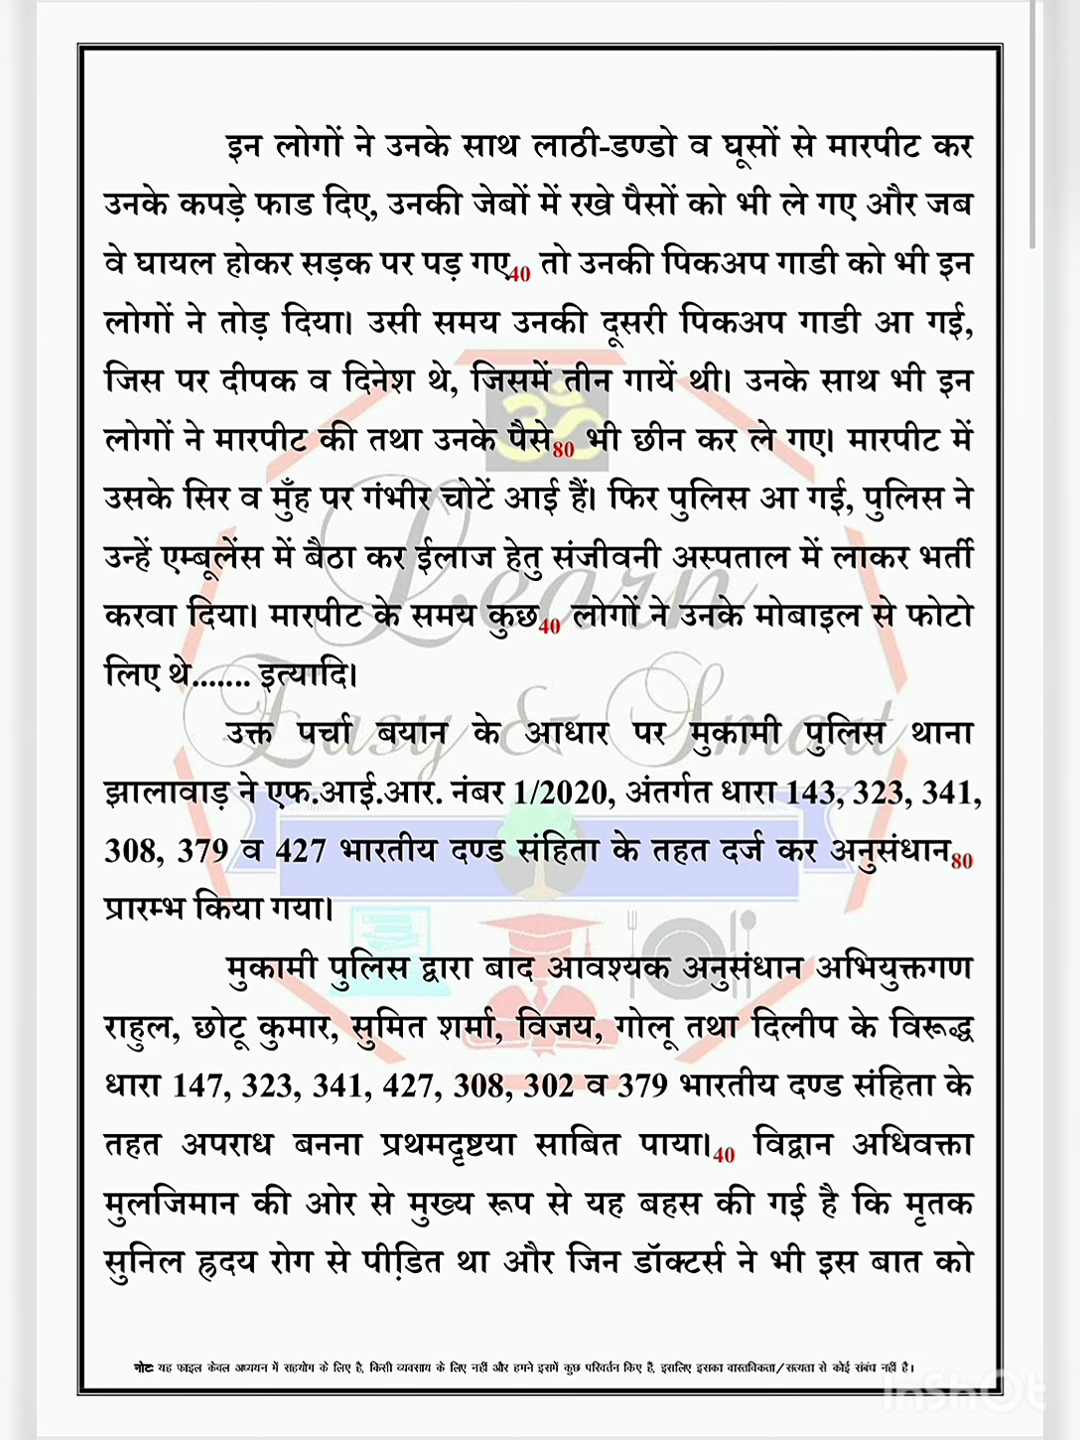 इन लोगों ने उनके साथ लाठी-डण्डो व घूसों से मारपीट कर
उनके कपड़े फाड दिए, उनकी जेबों में रखे पैसों को भी ले गए और जब
वे घायल होकर सड़क पर पड़ गए40 तो उनकी पिकअप गाडी को भी इन
लोगों ने तोड़ दिया। उसी समय उनकी दूसरी पिकअप गाडी आ गई,
जिस पर दीपक व दिनेश थे, जिसमें तीन गायें थी। उनके साथ भी इन
लोगों ने मारपीट की तथा उनके पैसे80 भी छीन कर ले गए। मारपीट में
उसके सिर व मुँह पर गंभीर चोटें आई हैं। फिर पुलिस आ गई, पुलिस ने
उन्हें एम्बूलेंस में बैठा कर ईलाज हेतु संजीवनी अस्पताल में लाकर भर्ती
करवा दिया। मारपीट के समय कुछ40 लोगों ने उनके मोबाइल से फोटो
लिए थे....... इत्यादि।
उक्त पर्चा बयान के आधार पर मुकामी पुलिस थाना
झालावाड़ ने एफ.आई.आर. नंबर 1/2020, अंतर्गत धारा 143, 323, 341,
308, 379 व 427 भारतीय दण्ड संहिता के तहत दर्ज कर अनुसंधान80
प्रारम्भ किया गया।
मुकामी पुलिस द्वारा बाद आवश्यक अनुसंधान अभियुक्तगण
राहुल, छोटू कुमार, सुमित शर्मा, विजय, गोलू तथा दिलीप के विरूद्ध
धारा 147, 323, 341, 427, 308, 302 व 379 भारतीय दण्ड संहिता के
तहत अपराध बनना प्रथमदृष्टया साबित पाया।40 विद्वान अधिवक्ता
मुलजिमान की ओर से मुख्य रूप से यह बहस की गई है कि मृतक
सुनिल ह्रदय रोग से पीडि़त था और जिन डॉक्टर्स ने भी इस बात को
नोटः यह फाइल केवल अध्ययन में सहयोग के लिए है, किसी व्यवसाय के लिए नहीं और हमने इसमें कुछ परिवर्तन किए हैं, इसलिए इसका वास्तविकता/सत्यता से कोई संबंध नहीं है।
Learn
Easy & Smart
InShOt